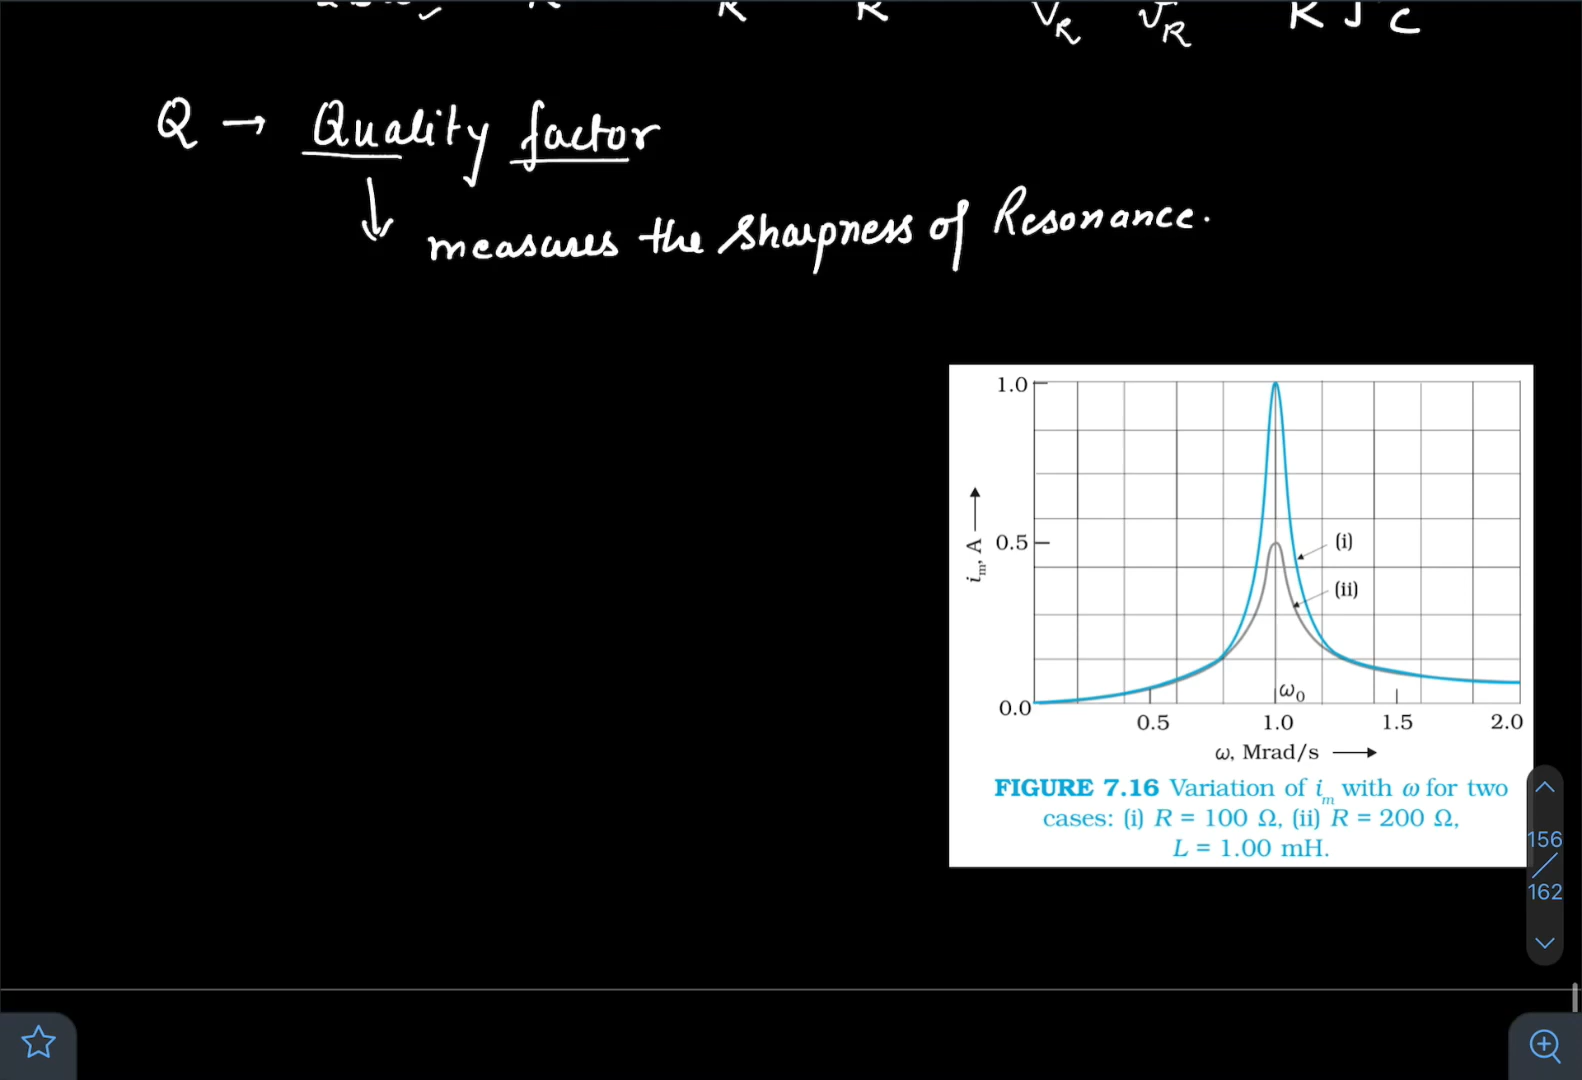 V_R V_R R √ C
Q → Quality factor
↓ measures the sharpness of Resonance.
1.0
i_m, A →
0.5
(i)
(ii)
ω₀
0.0
0.5 1.0 1.5 2.0
ω, Mrad/s →
FIGURE 7.16 Variation of i_m with ω for two
cases: (i) R = 100 Ω, (ii) R = 200 Ω,
L = 1.00 mH.
156
/
162